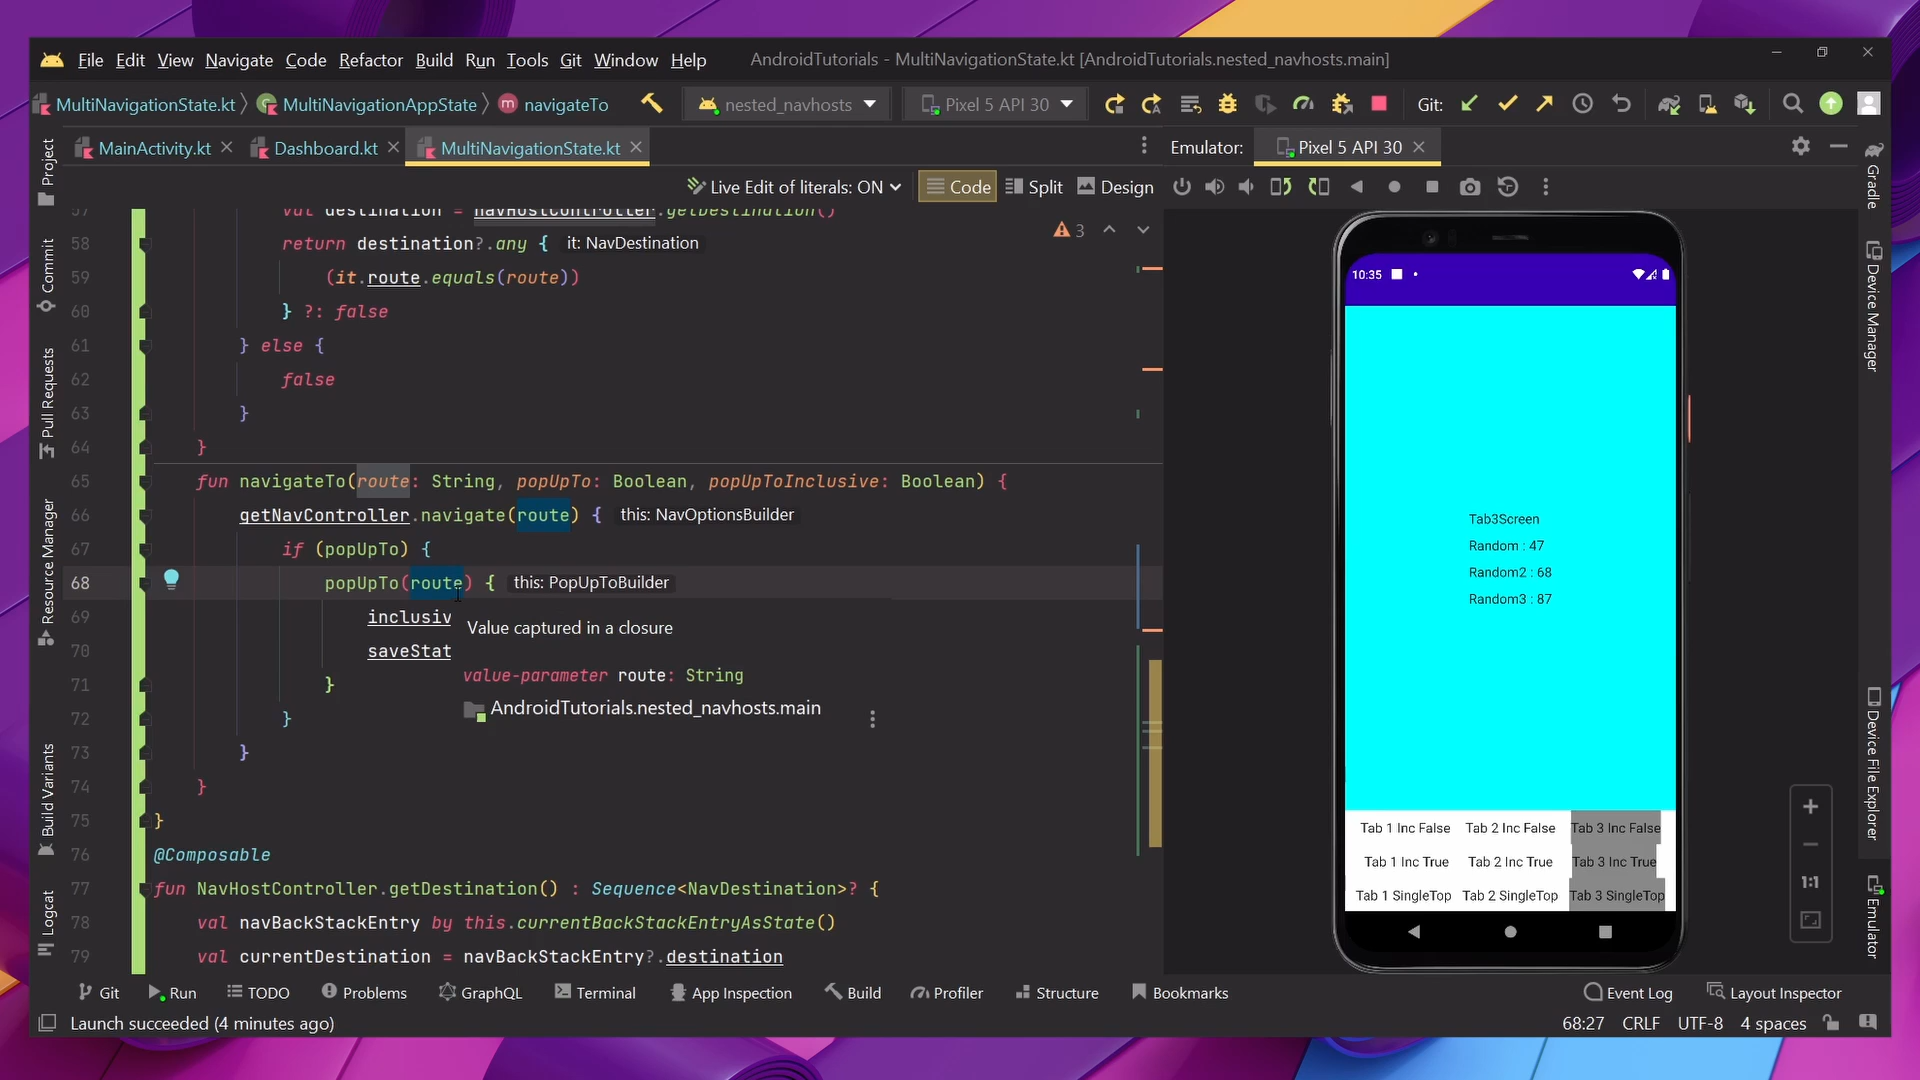 File Edit View Navigate Code Refactor Build Run Tools Git Window Help
AndroidTutorials - MultiNavigationState.kt [AndroidTutorials.nested_navhosts.main]
MultiNavigationState.kt MultiNavigationAppState navigateTo
nested_navhosts
Pixel 5 API 30
Git:
MainActivity.kt
Dashboard.kt
MultiNavigationState.kt
Emulator: Pixel 5 API 30
Live Edit of literals: ON
Code Split Design
Project
Commit
Pull Requests
Resource Manager
Build Variants
Logcat
3
57 val destination = navHostController.getDestination()
58 return destination?.any { it: NavDestination
59 (it.route.equals(route))
60 } ?: false
61 } else {
62 false
63 }
64 }
65 fun navigateTo(route: String, popUpTo: Boolean, popUpToInclusive: Boolean) {
66 getNavController.navigate(route) { this: NavOptionsBuilder
67 if (popUpTo) {
68 popUpTo(route) { this: PopUpToBuilder
69 inclusiv
70 saveStat
71 }
72 }
73 }
74 }
75 }
76 @Composable
77 fun NavHostController.getDestination() : Sequence<NavDestination>? {
78 val navBackStackEntry by this.currentBackStackEntryAsState()
79 val currentDestination = navBackStackEntry?.destination
Value captured in a closure
value-parameter route: String
AndroidTutorials.nested_navhosts.main
10:35
Tab3Screen
Random : 47
Random2 : 68
Random3 : 87
Tab 1 Inc False Tab 2 Inc False Tab 3 Inc False
Tab 1 Inc True Tab 2 Inc True Tab 3 Inc True
Tab 1 SingleTop Tab 2 SingleTop Tab 3 SingleTop
1:1
Gradle
Device Manager
Device File Explorer
Emulator
Git Run TODO Problems GraphQL Terminal App Inspection Build Profiler Structure Bookmarks
Event Log Layout Inspector
Launch succeeded (4 minutes ago)
68:27 CRLF UTF-8 4 spaces